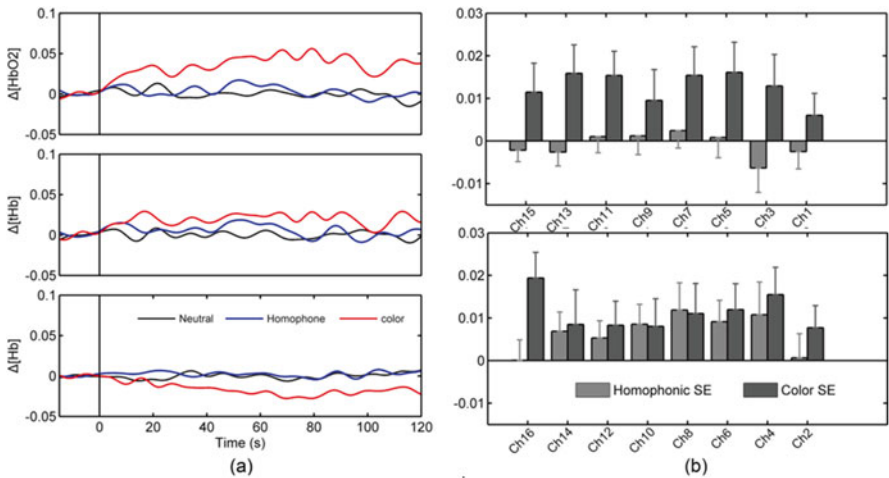 0.1
0.05
0
-0.05
Δ[HbO2]
0.1
0.05
0
-0.05
Δ[tHb]
0.1
0.05
0
-0.05
Δ[Hb]
Neutral Homophone color
0 20 40 60 80 100 120
Time (s)
(a)
0.03
0.02
0.01
0
-0.01
Ch15 Ch13 Ch11 Ch9 Ch7 Ch5 Ch3 Ch1
0.03
0.02
0.01
0
-0.01
Homophonic SE Color SE
Ch16 Ch14 Ch12 Ch10 Ch8 Ch6 Ch4 Ch2
(b)